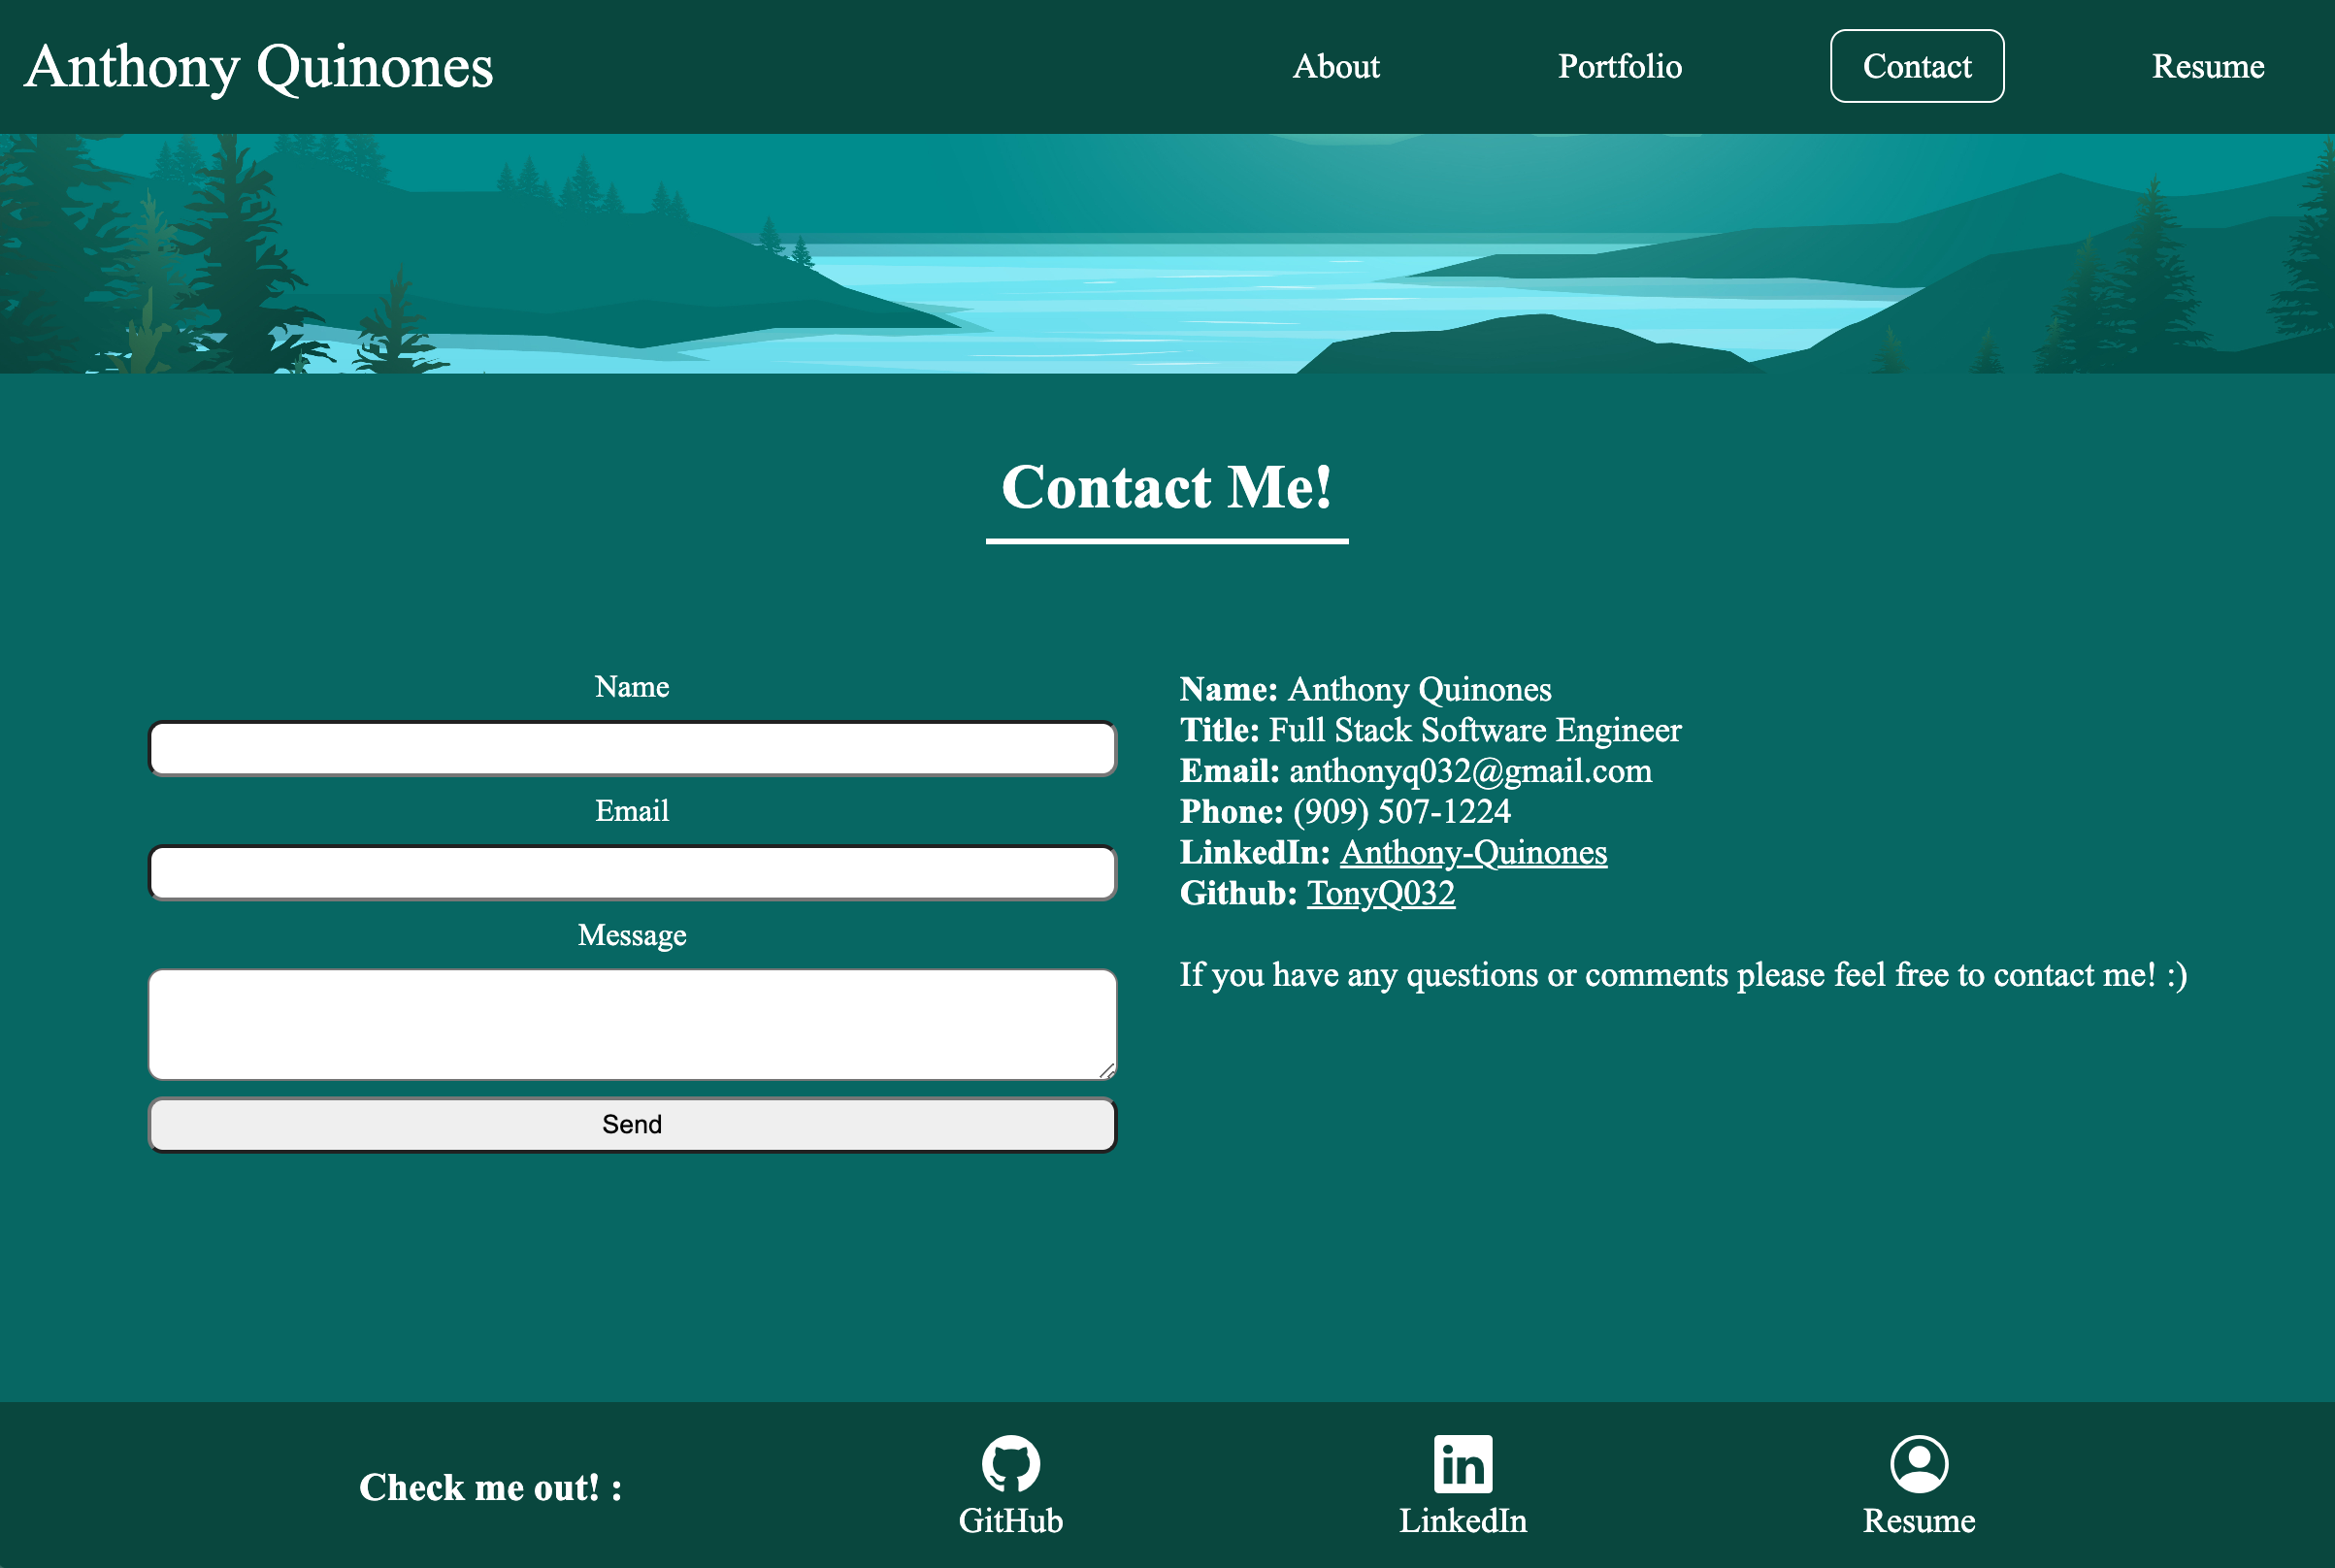 Anthony Quinones
About
Portfolio
Contact
Resume
Contact Me!
Name
Email
Message
Send
Name: Anthony Quinones
Title: Full Stack Software Engineer
Email: anthonyq032@gmail.com
Phone: (909) 507-1224
LinkedIn: Anthony-Quinones
Github: TonyQ032
If you have any questions or comments please feel free to contact me! :)
Check me out! :
GitHub
LinkedIn
Resume